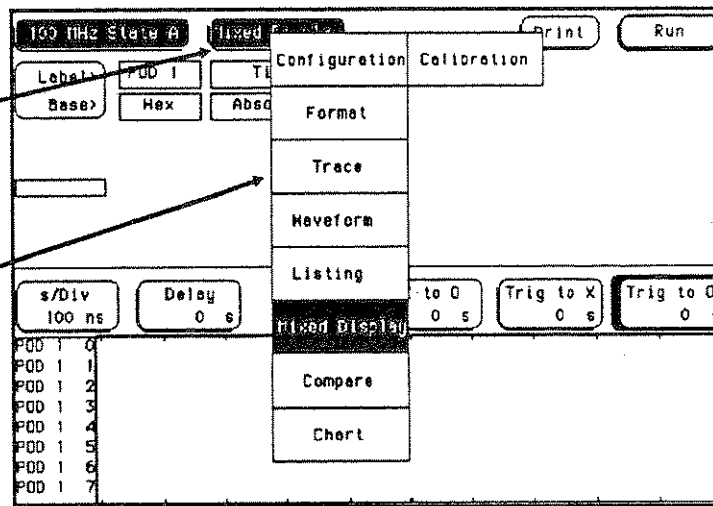 100 MHz State A Mixed Print Run
Configuration Calibration
Label> POD 1
Base> Hex
Format
Trace
Waveform
Listing
s/Div Delay to O Trig to X Trig to O
100 ns 0 s 0 s 0 s 0
Mixed Display
POD 1 0
POD 1 1
POD 1 2
Compare
POD 1 3
POD 1 4
Chart
POD 1 5
POD 1 6
POD 1 7